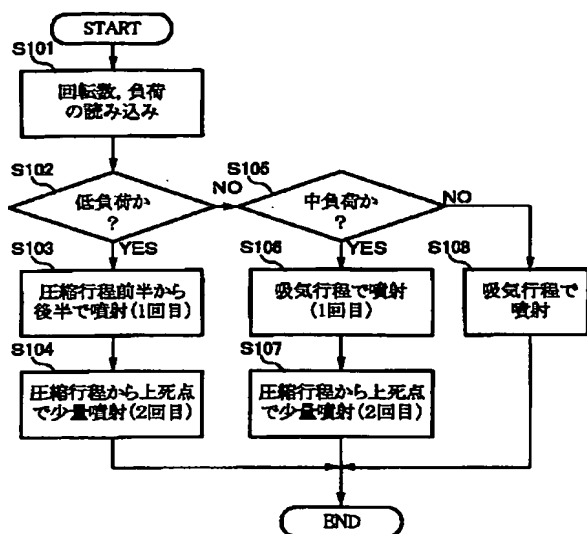 START
S101
回転数,負荷
の読み込み
S102
低負荷か
?
NO
YES
S105
中負荷か
?
NO
YES
S103
圧縮行程前半から
後半で噴射(1回目)
S106
吸気行程で噴射
(1回目)
S108
吸気行程で
噴射
S104
圧縮行程から上死点
で少量噴射(2回目)
S107
圧縮行程から上死点
で少量噴射(2回目)
END